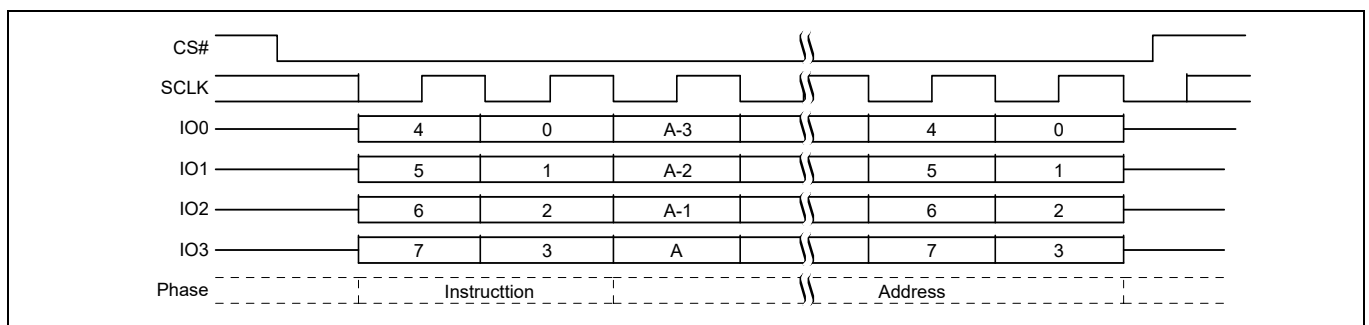 CS#
SCLK
IO0 4 0 A-3 4 0
IO1 5 1 A-2 5 1
IO2 6 2 A-1 6 2
IO3 7 3 A 7 3
Phase Instructtion Address